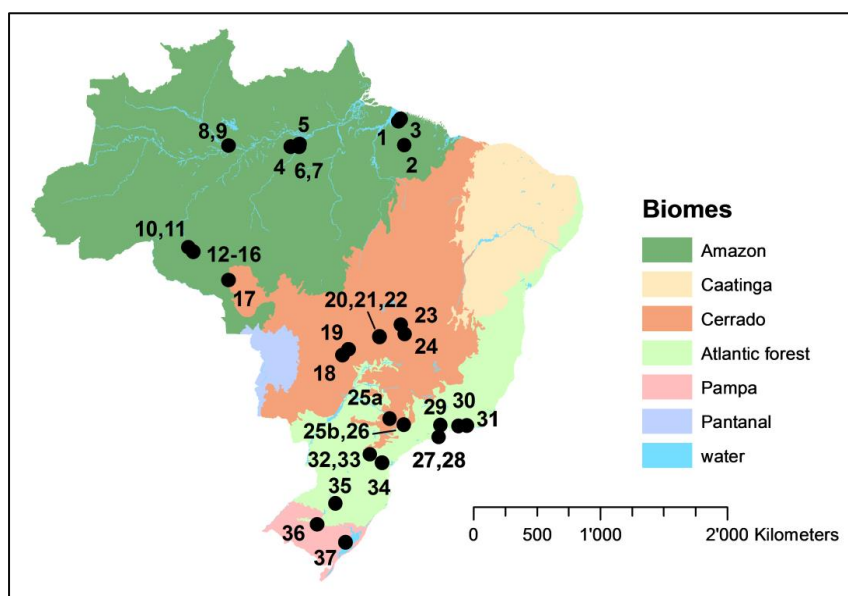 5
8,9
3
1
4
2
6,7
10,11
12-16
17
20,21,22
23
19
24
18
25a
29
30
31
25b,26
27,28
32,33
34
35
36
37
Biomes
Amazon
Caatinga
Cerrado
Atlantic forest
Pampa
Pantanal
water
0 500 1'000 2'000 Kilometers